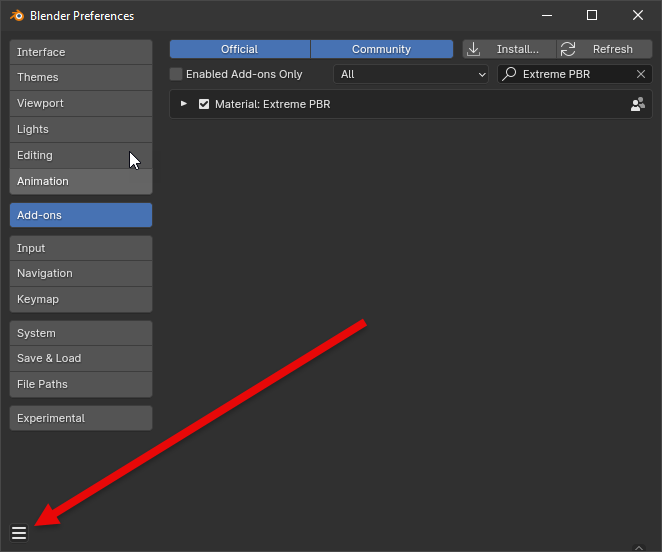 Blender Preferences
Interface
Themes
Viewport
Lights
Editing
Animation
Add-ons
Input
Navigation
Keymap
System
Save & Load
File Paths
Experimental
Official Community Install... Refresh
Enabled Add-ons Only All Extreme PBR
Material: Extreme PBR